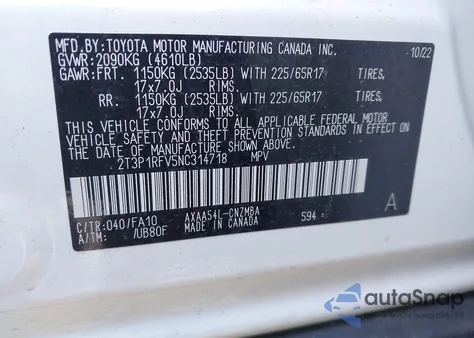 MFD.BY:TOYOTA MOTOR MANUFACTURING CANADA INC. 10/22
GVWR:2090KG (4610LB)
GAWR:FRT. 1150KG (2535LB) WITH 225/65R17 TIRES,
17x7.0J RIMS.
RR. 1150KG (2535LB) WITH 225/65R17 TIRES,
17x7.0J RIMS.
THIS VEHICLE CONFORMS TO ALL APPLICABLE FEDERAL MOTOR
VEHICLE SAFETY AND THEFT PREVENTION STANDARDS IN
EFFECT ON THE DATE OF MANUFACTURE SHOWN ABOVE.
2T3P1RFV5NC314718 MPV
A
C/TR:040/FA10 AXAA54L-CNZMBA 594
A/TM: /UB80F MADE IN CANADA
autoSnap